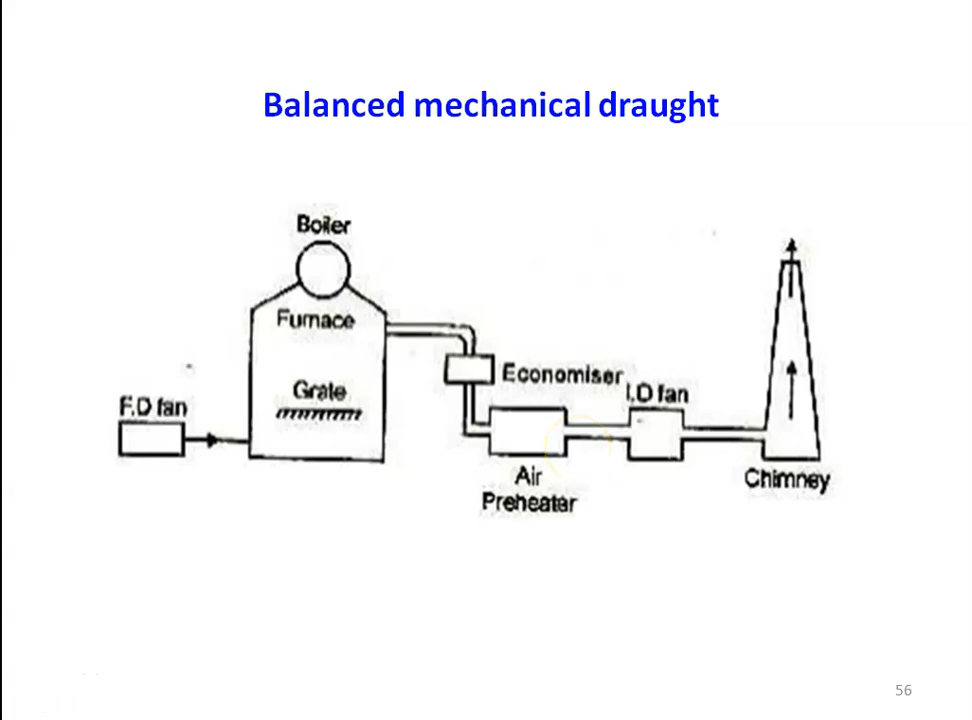 Balanced mechanical draught
Boiler
Furnace
Grate
F.D fan
Economiser
I.D fan
Air
Preheater
Chimney
56